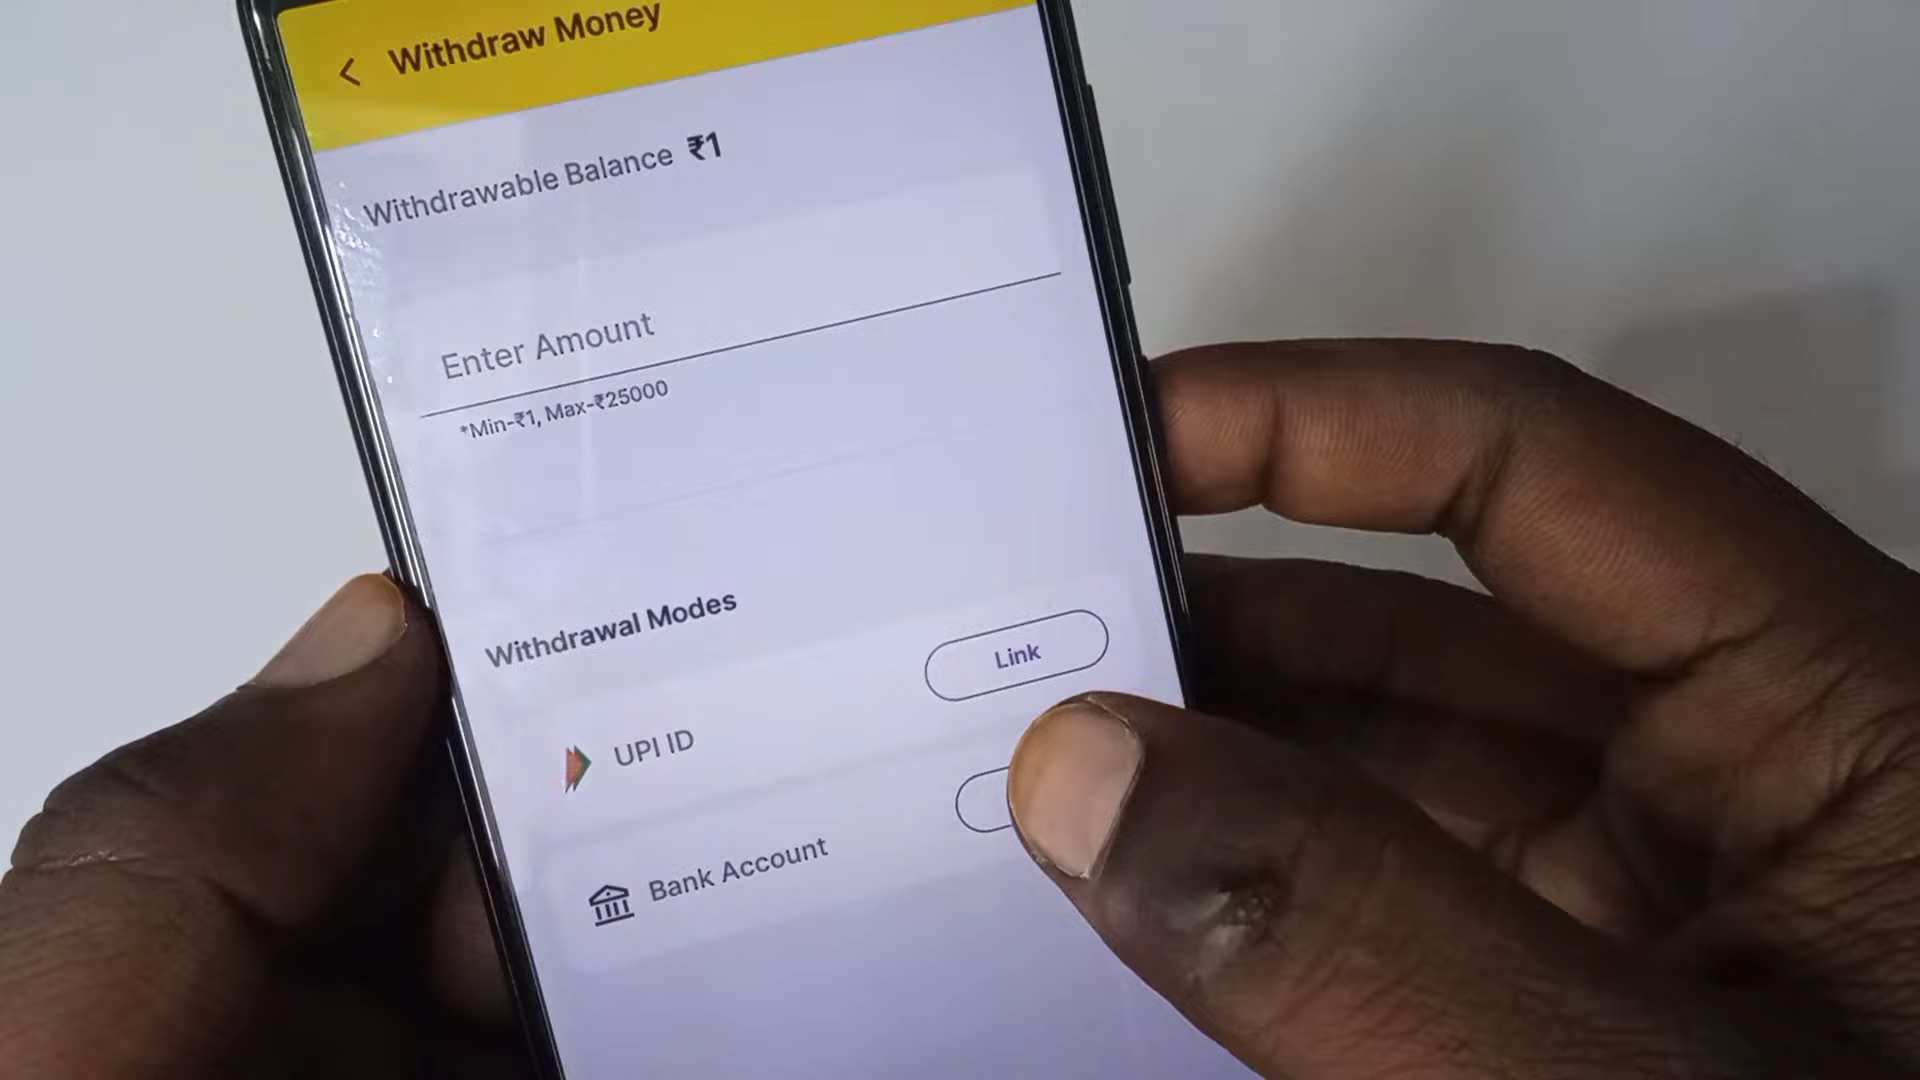 Withdraw Money
Withdrawable Balance ₹1
Enter Amount
*Min-₹1, Max-₹25000
Withdrawal Modes
Link
UPI ID
Bank Account